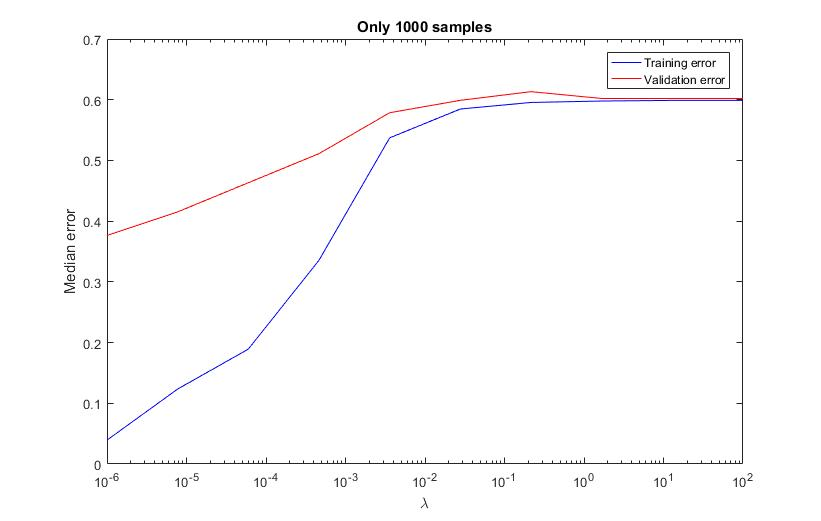 Only 1000 samples
0.7
Training error
Validation error
0.6
0.5
0.4
Median error
0.3
0.2
0.1
0
10^-6 10^-5 10^-4 10^-3 10^-2 10^-1 10^0 10^1 10^2
λ